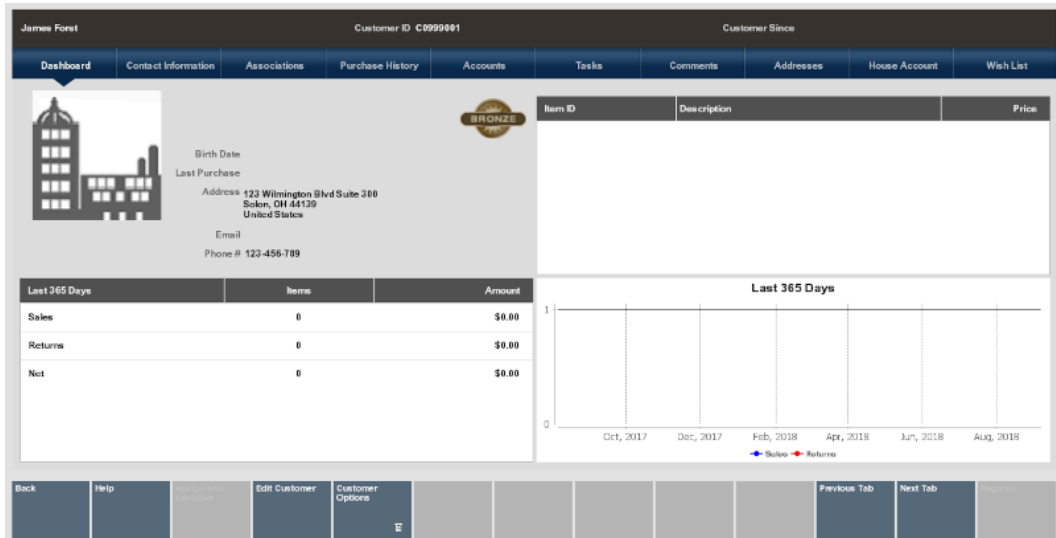 James Forst Customer ID C0999001 Customer Since
Dashboard Contact Information Associations Purchase History Accounts Tasks Comments Addresses House Account Wish List
BRONZE
Birth Date
Last Purchase
Address 123 Wilmington Blvd Suite 300
Solon, OH 44139
United States
Email
Phone # 123-456-789
Item ID Description Price
Last 365 Days Items Amount
Sales 0 $0.00
Returns 0 $0.00
Net 0 $0.00
Last 365 Days
1
0
Oct, 2017 Dec, 2017 Feb, 2018 Apr, 2018 Jun, 2018 Aug, 2018
Sales Returns
Back Help Edit Customer Customer
Options
Previous Tab Next Tab